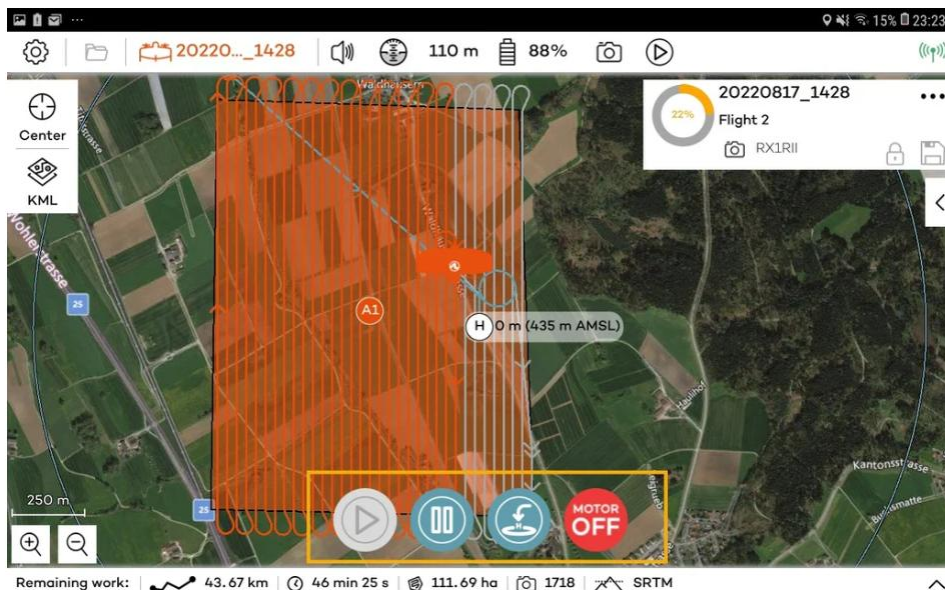 15% 23:23
20220..._1428 110 m 88%
Center
KML
Waldhäusern
22%
20220817_1428
Flight 2
RX1RII
Wohlerstrasse
25
A1
H 0 m (435 m AMSL)
Haulihof
Kantonsstrasse
250 m
25
MOTOR
OFF
Remaining work: 43.67 km 46 min 25 s 111.69 ha 1718 SRTM